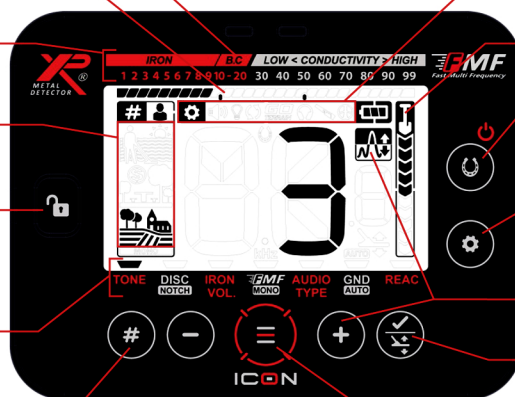 IRON B.C LOW < CONDUCTIVITY > HIGH
1 2 3 4 5 6 7 8 9 10 - 20 30 40 50 60 70 80 90 99
XP ®
METAL
DETECTOR
FMF
Fast Multi Frequency
#
3
kHz
TONE DISC IRON FMF AUDIO GND REAC
NOTCH VOL. MONO TYPE AUTO
# − + 
ICON